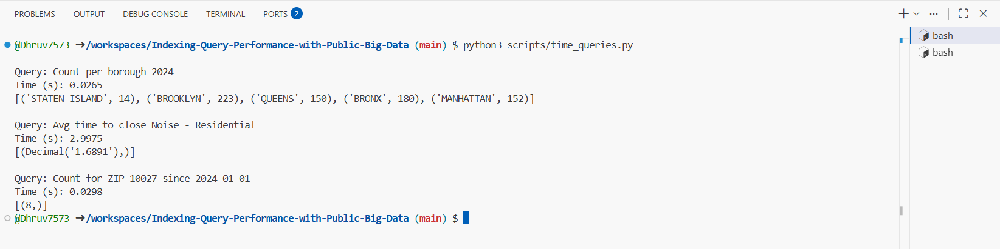 PROBLEMS OUTPUT DEBUG CONSOLE TERMINAL PORTS 2
@Dhruv7573 ➜/workspaces/Indexing-Query-Performance-with-Public-Big-Data (main) $ python3 scripts/time_queries.py
Query: Count per borough 2024
Time (s): 0.0265
[('STATEN ISLAND', 14), ('BROOKLYN', 223), ('QUEENS', 150), ('BRONX', 180), ('MANHATTAN', 152)]
Query: Avg time to close Noise - Residential
Time (s): 2.9975
[(Decimal('1.6891'),)]
Query: Count for ZIP 10027 since 2024-01-01
Time (s): 0.0298
[(8,)]
@Dhruv7573 ➜/workspaces/Indexing-Query-Performance-with-Public-Big-Data (main) $
bash
bash